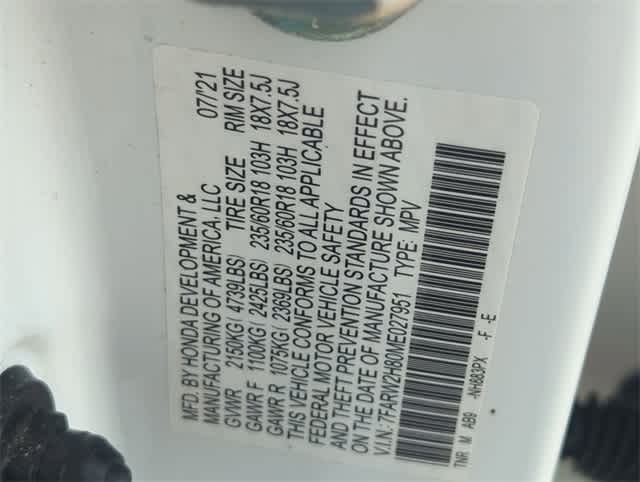 MFD. BY HONDA DEVELOPMENT &
MANUFACTURING OF AMERICA, LLC 07/'21
GVWR 2150KG( 4739LBS) TIRE SIZE RIM SIZE
GAWR F 1100KG( 2425LBS) 235/60R18 103H 18X7.5J
GAWR R 1075KG( 2369LBS) 235/60R18 103H 18X7.5J
THIS VEHICLE CONFORMS TO ALL APPLICABLE
FEDERAL MOTOR VEHICLE SAFETY
AND THEFT PREVENTION STANDARDS IN EFFECT
ON THE DATE OF MANUFACTURE SHOWN ABOVE.
V.I.N.: 7FARW2H80ME027951 TYPE: MPV
TNR M AB9 -NH883PX -F -E